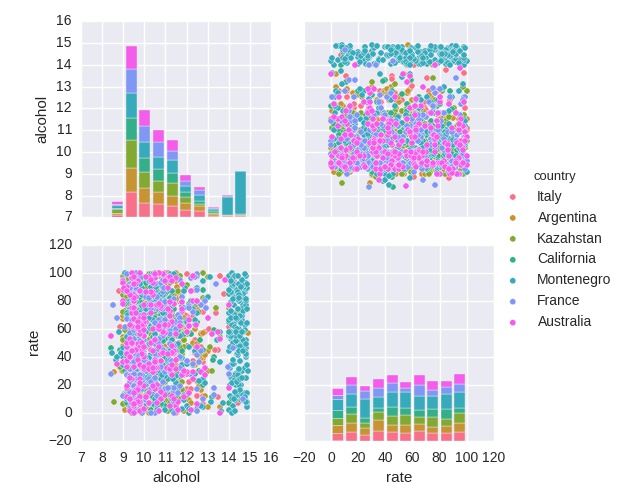 16
15
14
13
12
11
10
9
8
7
alcohol
country
Italy
Argentina
Kazahstan
California
Montenegro
France
Australia
120
100
80
60
40
20
0
−20
rate
7 8 9 10 11 12 13 14 15 16
alcohol
−20 0 20 40 60 80 100 120
rate